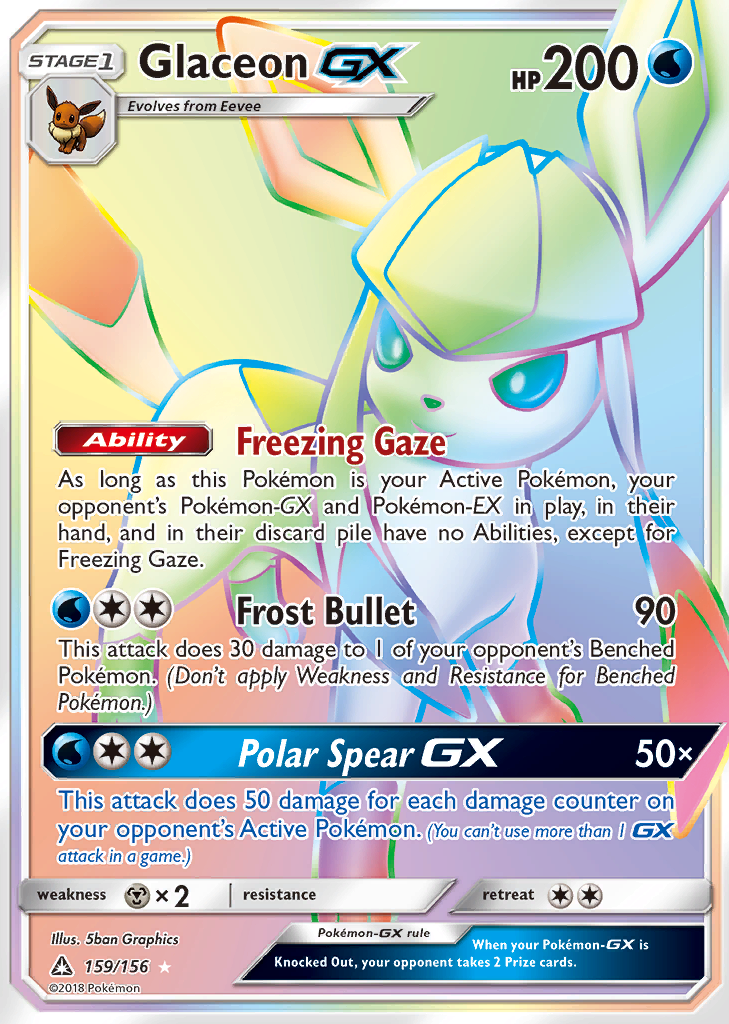 STAGE1 Glaceon GX HP200
Evolves from Eevee
Ability Freezing Gaze
As long as this Pokémon is your Active Pokémon, your
opponent's Pokémon-GX and Pokémon-EX in play, in their
hand, and in their discard pile have no Abilities, except for
Freezing Gaze.
Frost Bullet 90
This attack does 30 damage to 1 of your opponent's Benched
Pokémon. (Don't apply Weakness and Resistance for Benched
Pokémon.)
Polar Spear GX 50×
This attack does 50 damage for each damage counter on
your opponent's Active Pokémon. (You can't use more than 1 GX
attack in a game.)
weakness ×2 resistance retreat
Illus. 5ban Graphics
Pokémon-GX rule
When your Pokémon-GX is
Knocked Out, your opponent takes 2 Prize cards.
159/156
©2018 Pokémon